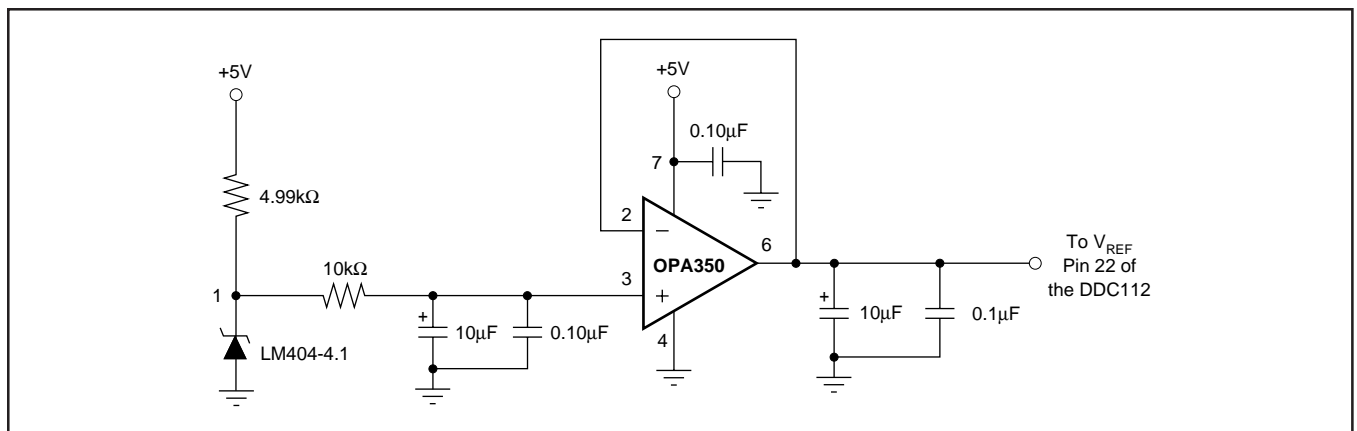 +5V
+5V
0.10µF
7
4.99kΩ
2
−
6
To V_REF
Pin 22 of
the DDC112
OPA350
10kΩ
3
+
1
+
10µF
0.10µF
+
10µF
0.1µF
4
LM404-4.1